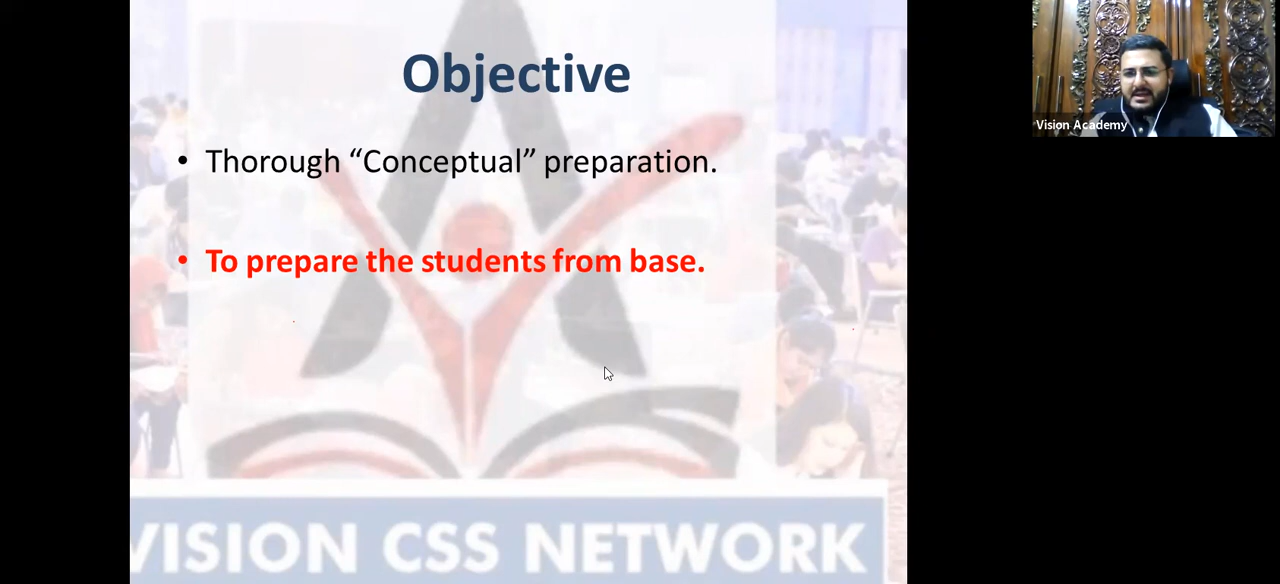 Objective
• Thorough “Conceptual” preparation.
• To prepare the students from base.
VISION CSS NETWORK
Vision Academy